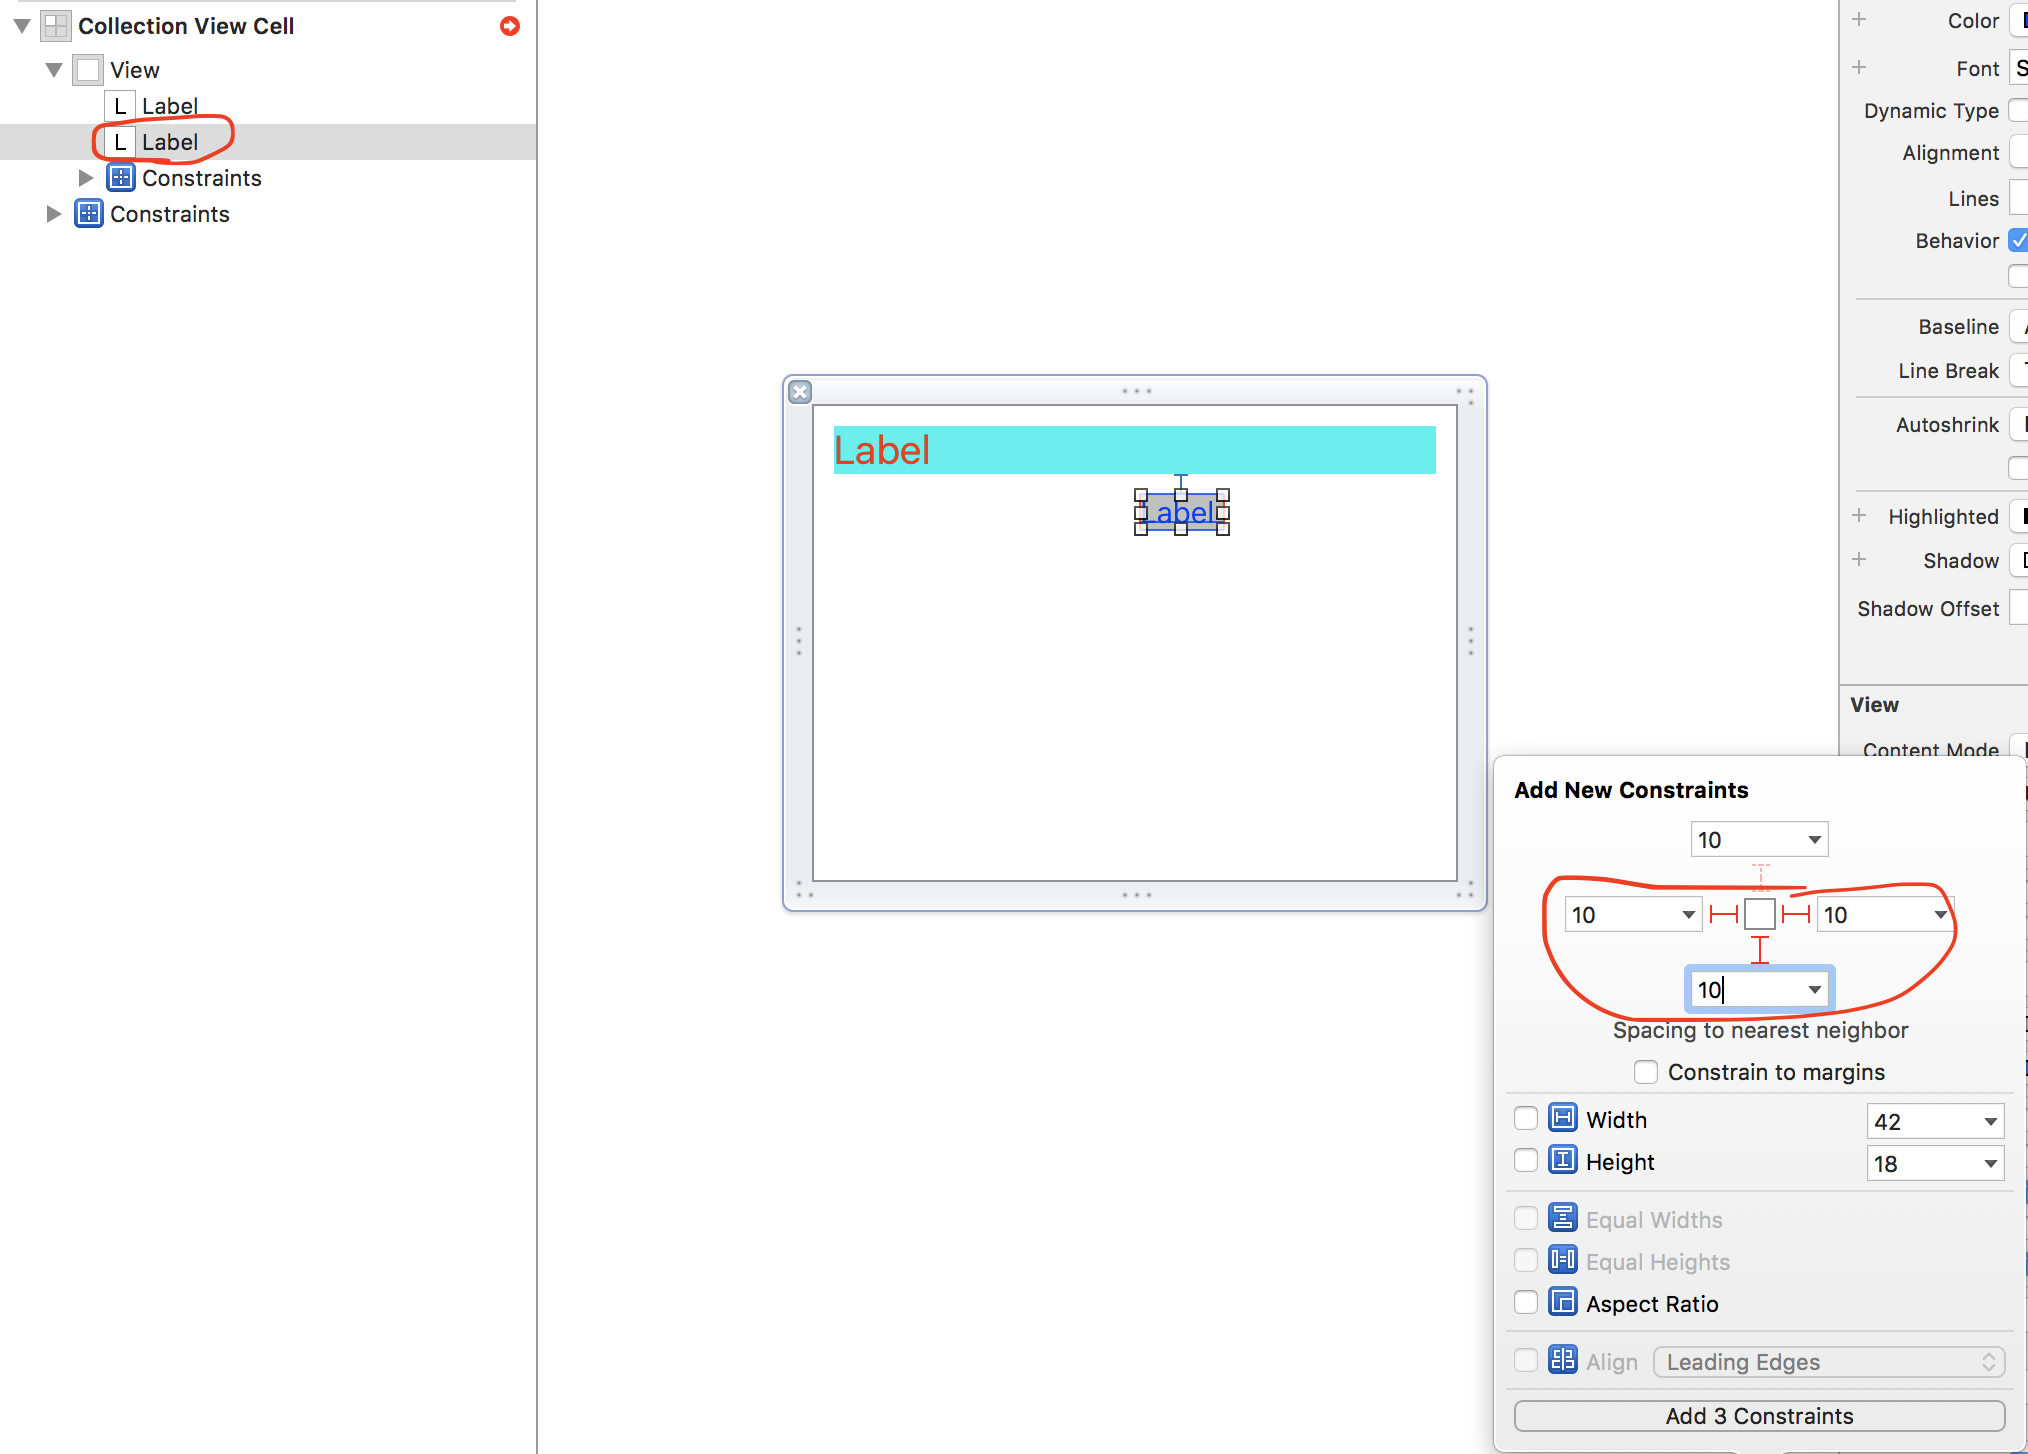 Collection View Cell
View
L Label
L Label
Constraints
Constraints
Label
Label
Color
Font S
Dynamic Type
Alignment
Lines
Behavior
Baseline
Line Break
Autoshrink
Highlighted
Shadow
Shadow Offset
View
Content Mode
Add New Constraints
10
10 10
10
Spacing to nearest neighbor
Constrain to margins
Width 42
Height 18
Equal Widths
Equal Heights
Aspect Ratio
Align Leading Edges
Add 3 Constraints